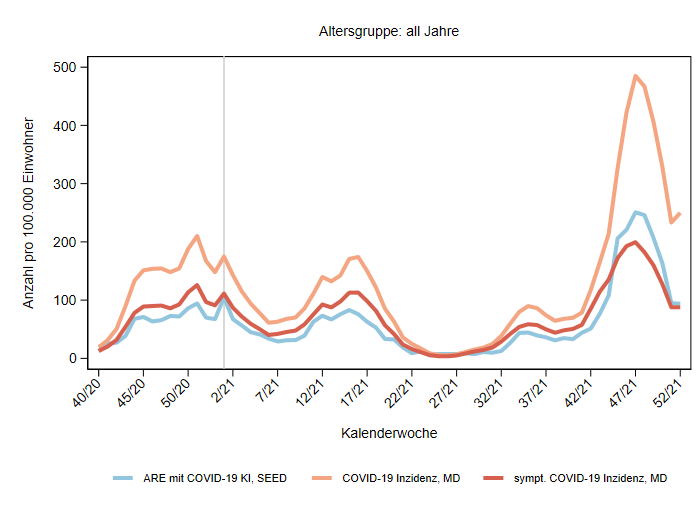 Altersgruppe: all Jahre
Anzahl pro 100.000 Einwohner
500
400
300
200
100
0
40/20 45/20 50/20 2/21 7/21 12/21 17/21 22/21 27/21 32/21 37/21 42/21 47/21 52/21
Kalenderwoche
ARE mit COVID-19 KI, SEED COVID-19 Inzidenz, MD sympt. COVID-19 Inzidenz, MD